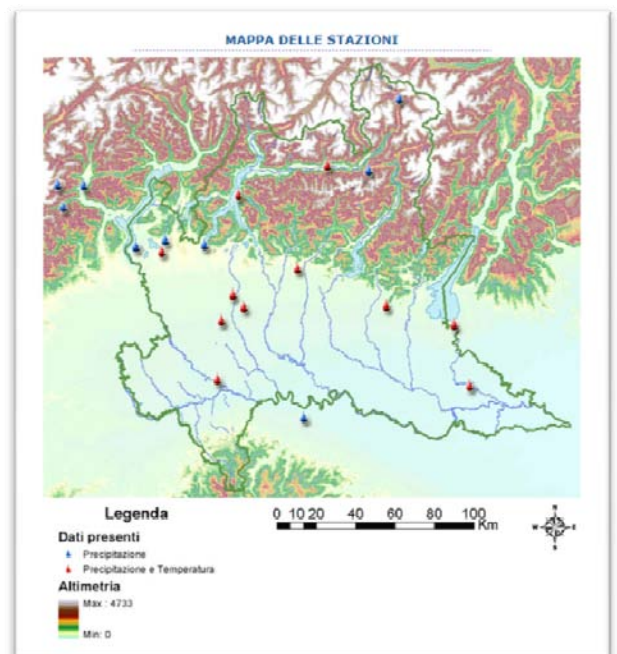 MAPPA DELLE STAZIONI
Legenda
Dati presenti
Precipitazione
Precipitazione e Temperatura
Altimetria
Max : 4733
Min: 0
0 10 20 40 60 80 100
Km
N
W E
S